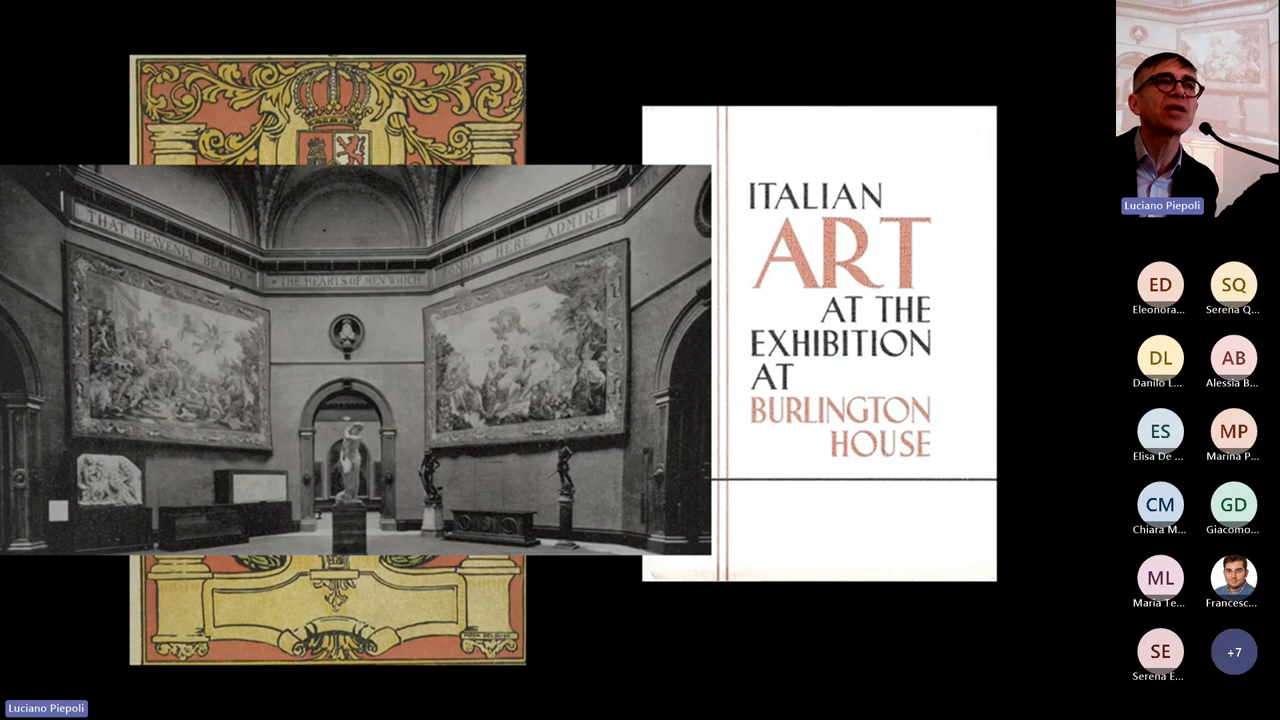 THAT HEAVENLY BEAUTY
THE HEARTS OF MEN WHICH
FONDLY HERE ADMIRE
ITALIAN
ART
AT THE
EXHIBITION
AT
BURLINGTON
HOUSE
Luciano Piepoli
ED
Eleonora...
SQ
Serena Q...
DL
Danilo L...
AB
Alessia B...
ES
Elisa De ...
MP
Marina P...
CM
Chiara M...
GD
Giacomo...
ML
Maria Te...
Francesc...
SE
Serena E...
+7
Luciano Piepoli